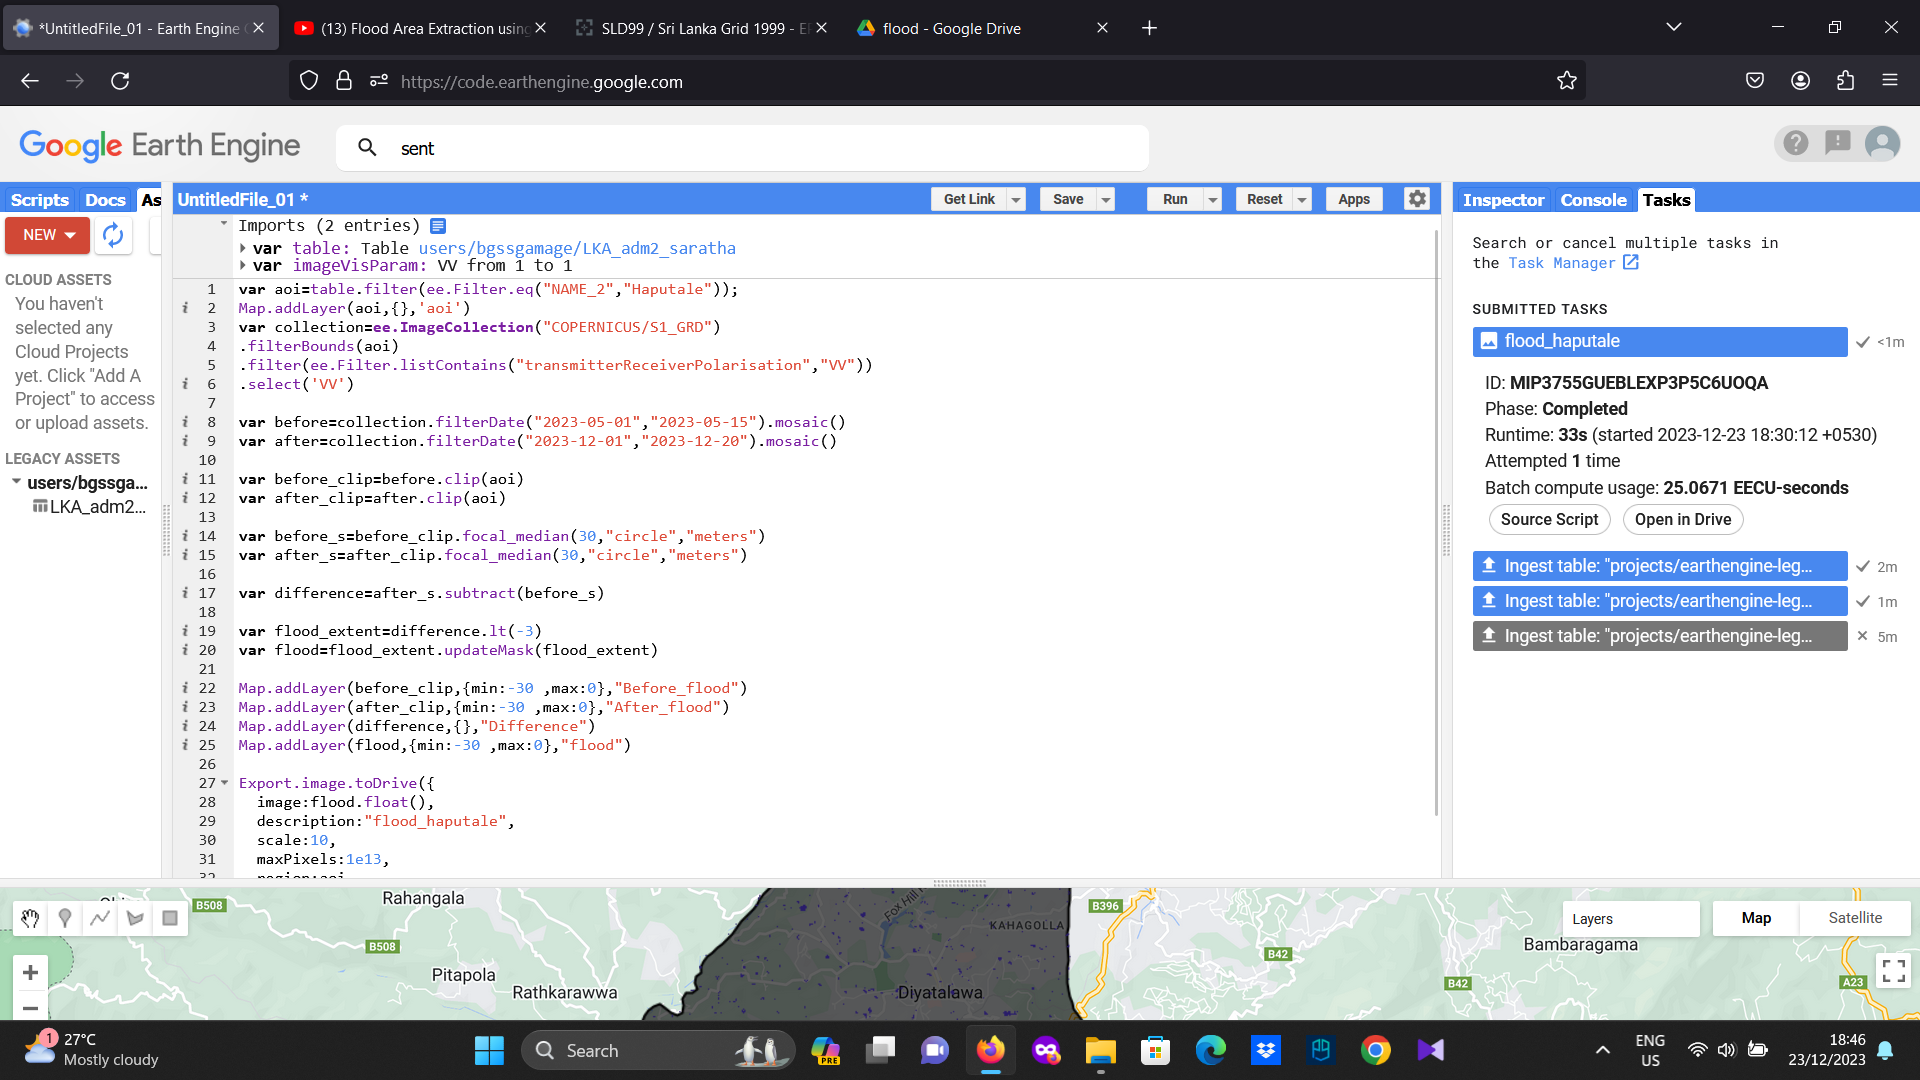 *UntitledFile_01 - Earth Engine
(13) Flood Area Extraction using
SLD99 / Sri Lanka Grid 1999 - E
flood - Google Drive
https://code.earthengine.google.com
Google Earth Engine
sent
Scripts Docs As
NEW
CLOUD ASSETS
You haven't
selected any
Cloud Projects
yet. Click "Add A
Project" to access
or upload assets.
LEGACY ASSETS
users/bgssga...
LKA_adm2...
UntitledFile_01 *
Get Link Save Run Reset Apps
Imports (2 entries)
var table: Table users/bgssgamage/LKA_adm2_saratha
var imageVisParam: VV from 1 to 1
1 var aoi=table.filter(ee.Filter.eq("NAME_2","Haputale"));
2 Map.addLayer(aoi,{},'aoi')
3 var collection=ee.ImageCollection("COPERNICUS/S1_GRD")
4 .filterBounds(aoi)
5 .filter(ee.Filter.listContains("transmitterReceiverPolarisation","VV"))
6 .select('VV')
7
8 var before=collection.filterDate("2023-05-01","2023-05-15").mosaic()
9 var after=collection.filterDate("2023-12-01","2023-12-20").mosaic()
10
11 var before_clip=before.clip(aoi)
12 var after_clip=after.clip(aoi)
13
14 var before_s=before_clip.focal_median(30,"circle","meters")
15 var after_s=after_clip.focal_median(30,"circle","meters")
16
17 var difference=after_s.subtract(before_s)
18
19 var flood_extent=difference.lt(-3)
20 var flood=flood_extent.updateMask(flood_extent)
21
22 Map.addLayer(before_clip,{min:-30 ,max:0},"Before_flood")
23 Map.addLayer(after_clip,{min:-30 ,max:0},"After_flood")
24 Map.addLayer(difference,{},"Difference")
25 Map.addLayer(flood,{min:-30 ,max:0},"flood")
26
27 Export.image.toDrive({
28 image:flood.float(),
29 description:"flood_haputale",
30 scale:10,
31 maxPixels:1e13,
32 region:aoi
Inspector Console Tasks
Search or cancel multiple tasks in
the Task Manager
SUBMITTED TASKS
flood_haputale <1m
ID: MIP3755GUEBLEXP3P5C6UOQA
Phase: Completed
Runtime: 33s (started 2023-12-23 18:30:12 +0530)
Attempted 1 time
Batch compute usage: 25.0671 EECU-seconds
Source Script Open in Drive
Ingest table: "projects/earthengine-leg... 2m
Ingest table: "projects/earthengine-leg... 1m
Ingest table: "projects/earthengine-leg... 5m
B508
Rahangala
Fox Hill
KAHAGOLLA
B396
Layers
Map Satellite
B508
B42
Bambaragama
Pitapola
Rathkarawwa
Diyatalawa
B42
A23
1
27°C
Mostly cloudy
Search
PRE
ENG
US
18:46
23/12/2023